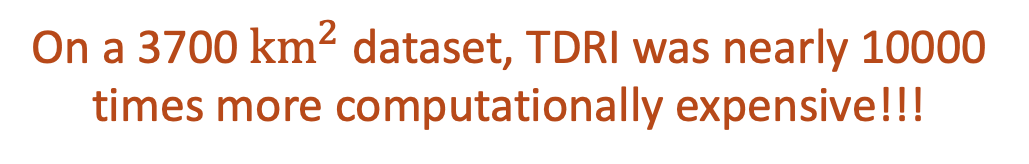 On a 3700 km² dataset, TDRI was nearly 10000
times more computationally expensive!!!